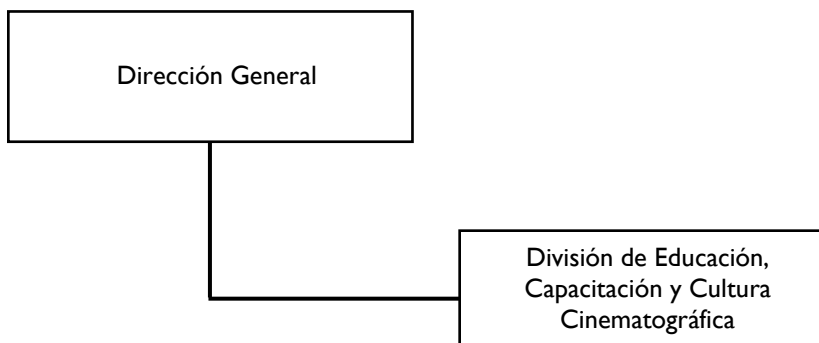 Dirección General
División de Educación,
Capacitación y Cultura
Cinematográfica